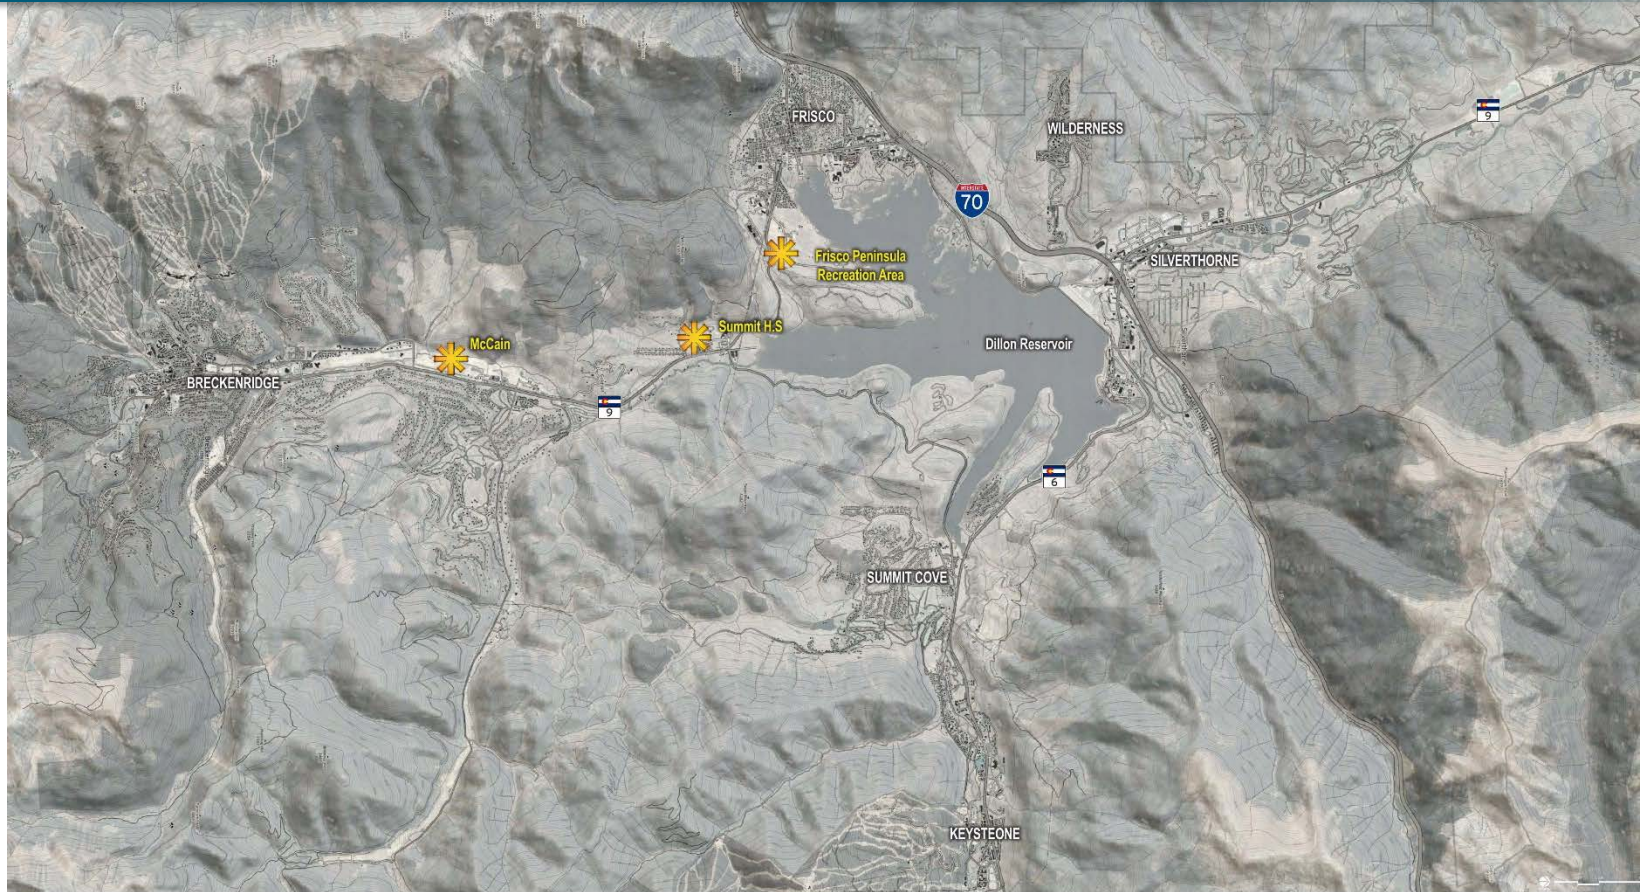 FRISCO
WILDERNESS
9
INTERSTATE
70
Frisco Peninsula
Recreation Area
SILVERTHORNE
Summit H.S
McCain
Dillon Reservoir
BRECKENRIDGE
9
6
SUMMIT COVE
KEYSTEONE